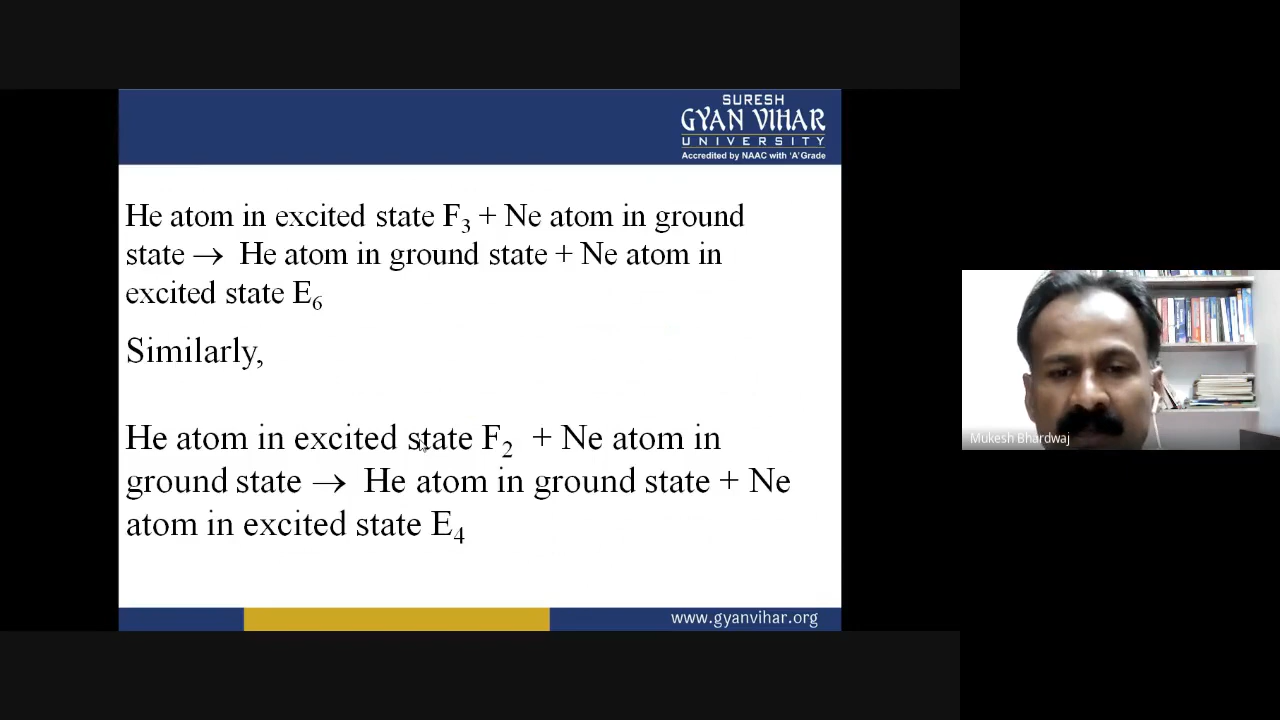 SURESH
GYAN VIHAR
UNIVERSITY
Accredited by NAAC with 'A' Grade
He atom in excited state F₃ + Ne atom in ground
state → He atom in ground state + Ne atom in
excited state E₆
Similarly,
He atom in excited state F₂ + Ne atom in
ground state → He atom in ground state + Ne
atom in excited state E₄
www.gyanvihar.org
Mukesh Bhardwaj